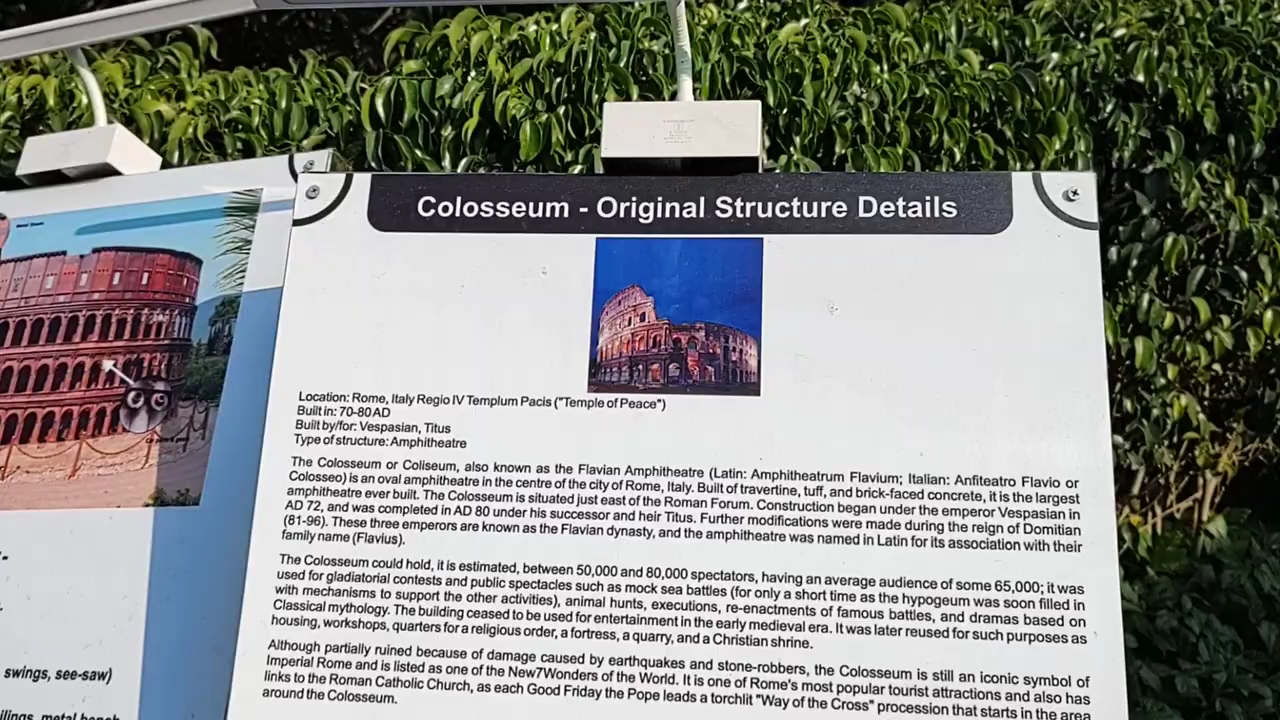 Colosseum - Original Structure Details
Location: Rome, Italy Regio IV Templum Pacis ("Temple of Peace")
Built in: 70-80 AD
Built by/for: Vespasian, Titus
Type of structure: Amphitheatre
The Colosseum or Coliseum, also known as the Flavian Amphitheatre (Latin: Amphitheatrum Flavium; Italian: Anfiteatro Flavio or
Colosseo) is an oval amphitheatre in the centre of the city of Rome, Italy. Built of travertine, tuff, and brick-faced concrete, it is the largest
amphitheatre ever built. The Colosseum is situated just east of the Roman Forum. Construction began under the emperor Vespasian in
AD 72, and was completed in AD 80 under his successor and heir Titus. Further modifications were made during the reign of Domitian
(81-96). These three emperors are known as the Flavian dynasty, and the amphitheatre was named in Latin for its association with their
family name (Flavius).
The Colosseum could hold, it is estimated, between 50,000 and 80,000 spectators, having an average audience of some 65,000; it was
used for gladiatorial contests and public spectacles such as mock sea battles (for only a short time as the hypogeum was soon filled in
with mechanisms to support the other activities), animal hunts, executions, re-enactments of famous battles, and dramas based on
Classical mythology. The building ceased to be used for entertainment in the early medieval era. It was later reused for such purposes as
housing, workshops, quarters for a religious order, a fortress, a quarry, and a Christian shrine.
Although partially ruined because of damage caused by earthquakes and stone-robbers, the Colosseum is still an iconic symbol of
Imperial Rome and is listed as one of the New7Wonders of the World. It is one of Rome's most popular tourist attractions and also has
links to the Roman Catholic Church, as each Good Friday the Pope leads a torchlit "Way of the Cross" procession that starts in the area
around the Colosseum.
swings, see-saw)